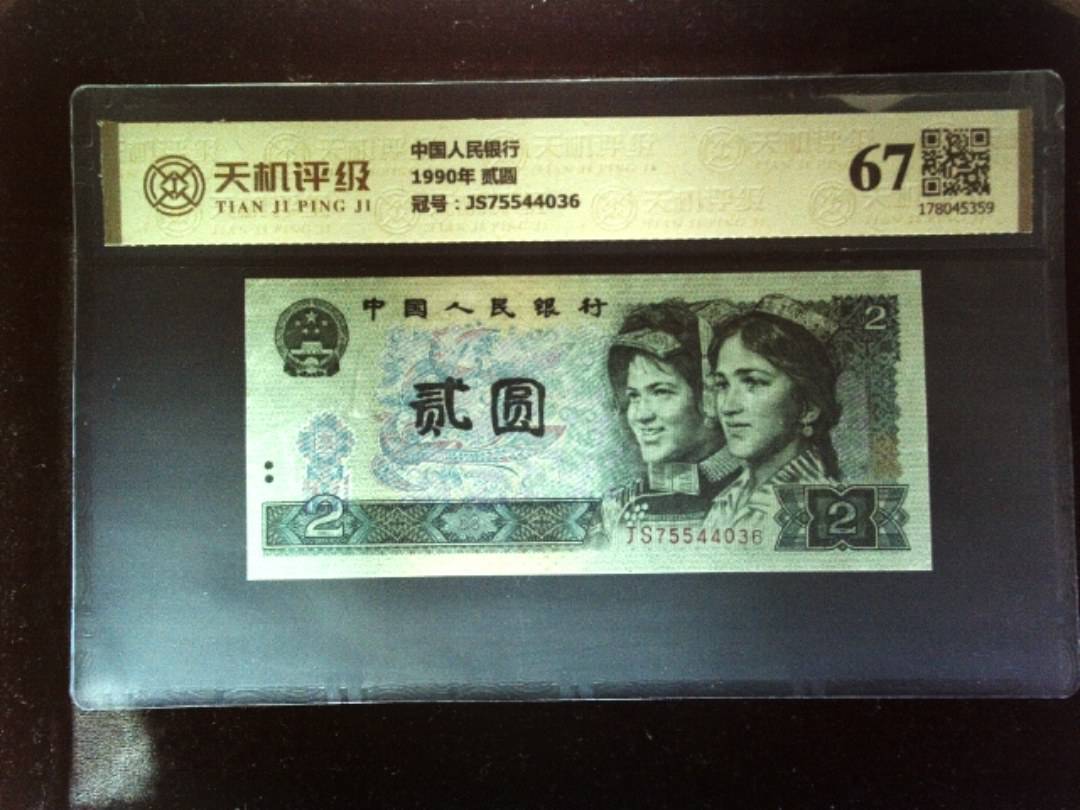 天机评级
TIAN JI PING JI
中国人民银行
1990年 贰圆
冠号：JS75544036
67
178045359
中国人民银行
2
贰圆
2
JS75544036
2